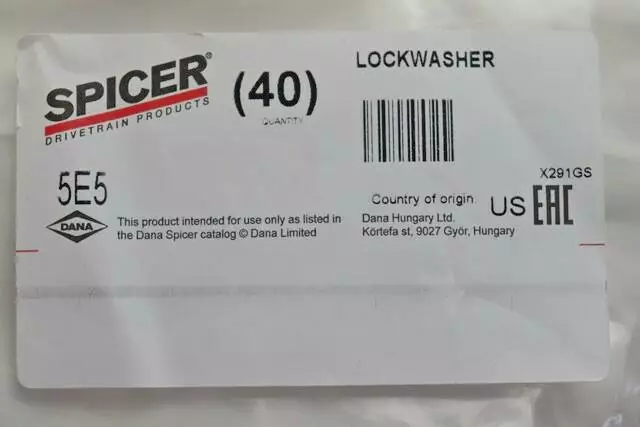 SPICER®
DRIVETRAIN PRODUCTS
(40)
QUANTITY
LOCKWASHER
X291GS
5E5
DANA
This product intended for use only as listed in
the Dana Spicer catalog © Dana Limited
Country of origin US
EAC
Dana Hungary Ltd.
Körtefa st, 9027 Győr, Hungary